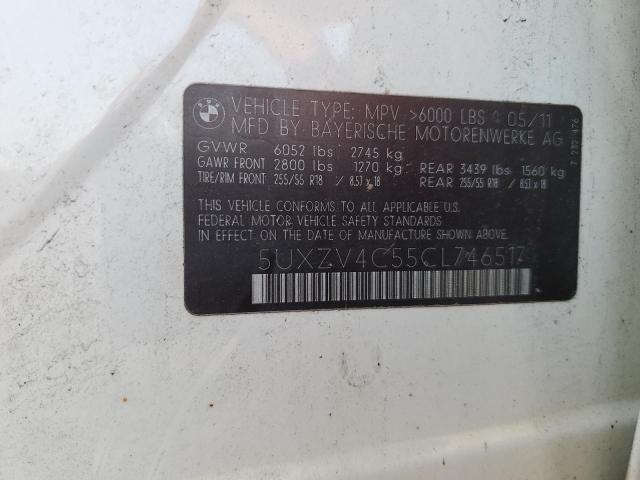 BMW
VEHICLE TYPE: MPV >6000 LBS 05/11
MFD BY BAYERISCHE MOTORENWERKE AG
GVWR 6052 lbs 2745 kg
GAWR FRONT 2800 lbs 1270 kg REAR 3439 lbs 1560 kg
TIRE/RIM FRONT: 255/55 R18 / 8.5J x 18 REAR 255/55 R18 / 8.5J x 18
THIS VEHICLE CONFORMS TO ALL APPLICABLE U.S.
FEDERAL MOTOR VEHICLE SAFETY STANDARDS
IN EFFECT ON THE DATE OF MANUFACTURE SHOWN ABOVE.
5UXZV4C55CL746517